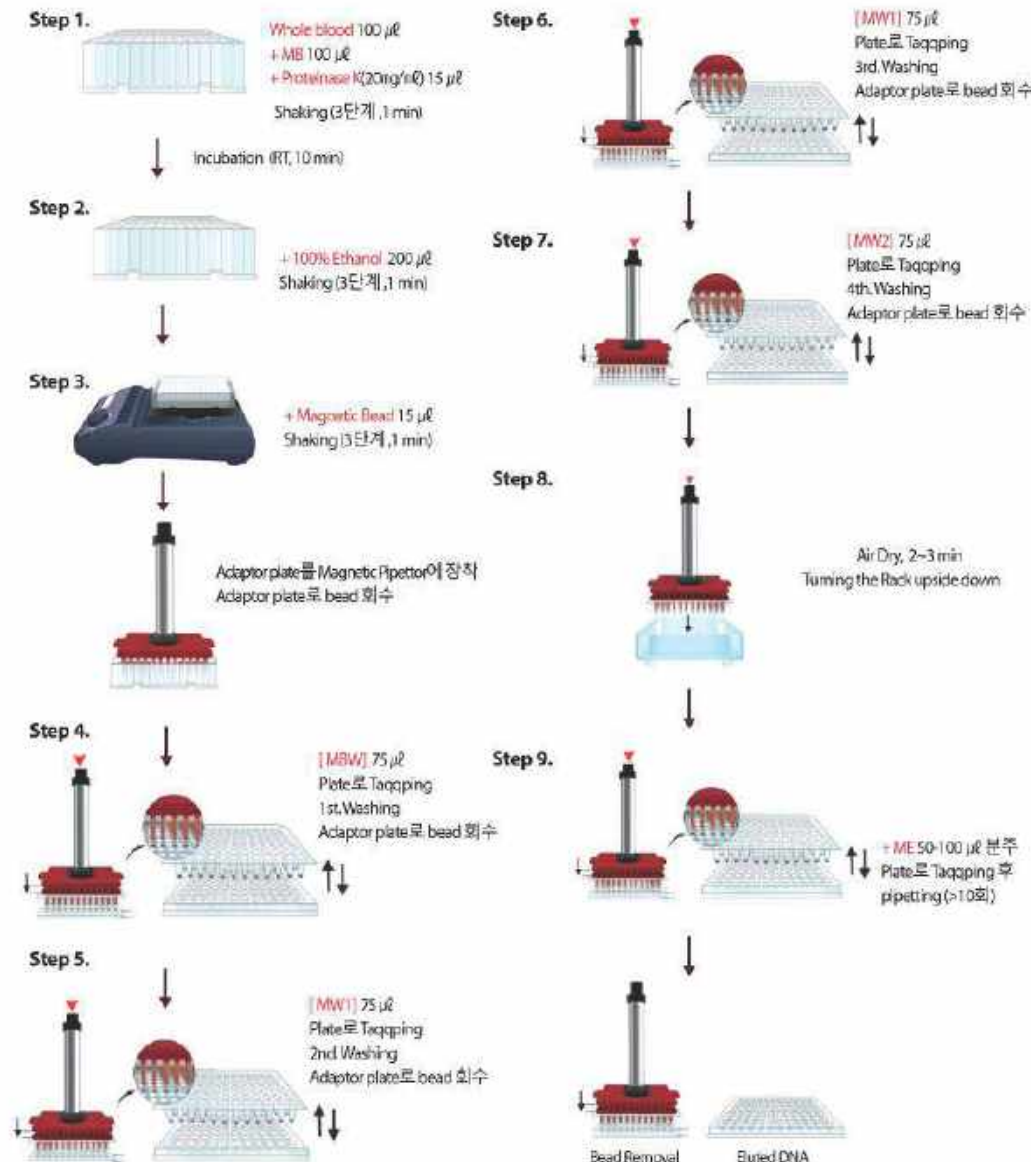 Step 1.
Whole blood 100 µℓ
+ MB 100 µℓ
+ Proteinase K(20mg/mℓ) 15 µℓ
Shaking (3단계 ,1 min)
Incubation (RT, 10 min)
Step 2.
+ 100% Ethanol 200 µℓ
Shaking (3단계 ,1 min)
Step 3.
+ Magnetic Bead 15 µℓ
Shaking (3단계 ,1 min)
Adaptor plate를 Magnetic Pipettor에 장착
Adaptor plate로 bead 회수
Step 4.
[MBW] 75 µℓ
Plate로 Taqqping
1st. Washing
Adaptor plate로 bead 회수
Step 5.
[MW1] 75 µℓ
Plate로 Taqqping
2nd. Washing
Adaptor plate로 bead 회수
Step 6.
[MW1] 75 µℓ
Plate로 Taqqping
3rd. Washing
Adaptor plate로 bead 회수
Step 7.
[MW2] 75 µℓ
Plate로 Taqqping
4th. Washing
Adaptor plate로 bead 회수
Step 8.
Air Dry, 2~3 min
Turning the Rack upside down
Step 9.
+ ME 50-100 µℓ 분주
Plate로 Taqqping 후
pipetting (>10회)
Bead Removal
Eluted DNA